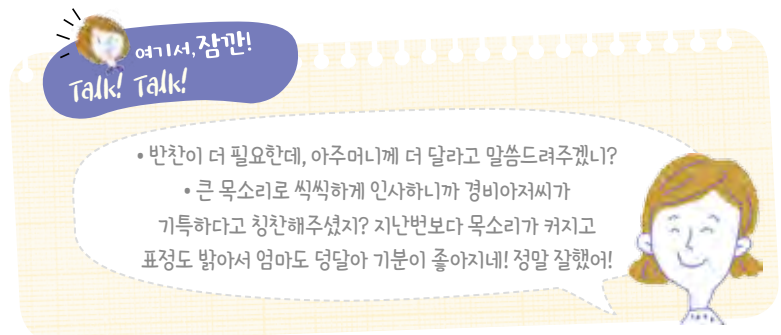 여기서, 잠깐!
Talk! Talk!
• 반찬이 더 필요한데, 아주머니께 더 달라고 말씀드려주겠니?
• 큰 목소리로 씩씩하게 인사하니까 경비아저씨가
기특하다고 칭찬해주셨지? 지난번보다 목소리가 커지고
표정도 밝아서 엄마도 덩달아 기분이 좋아지네! 정말 잘했어!